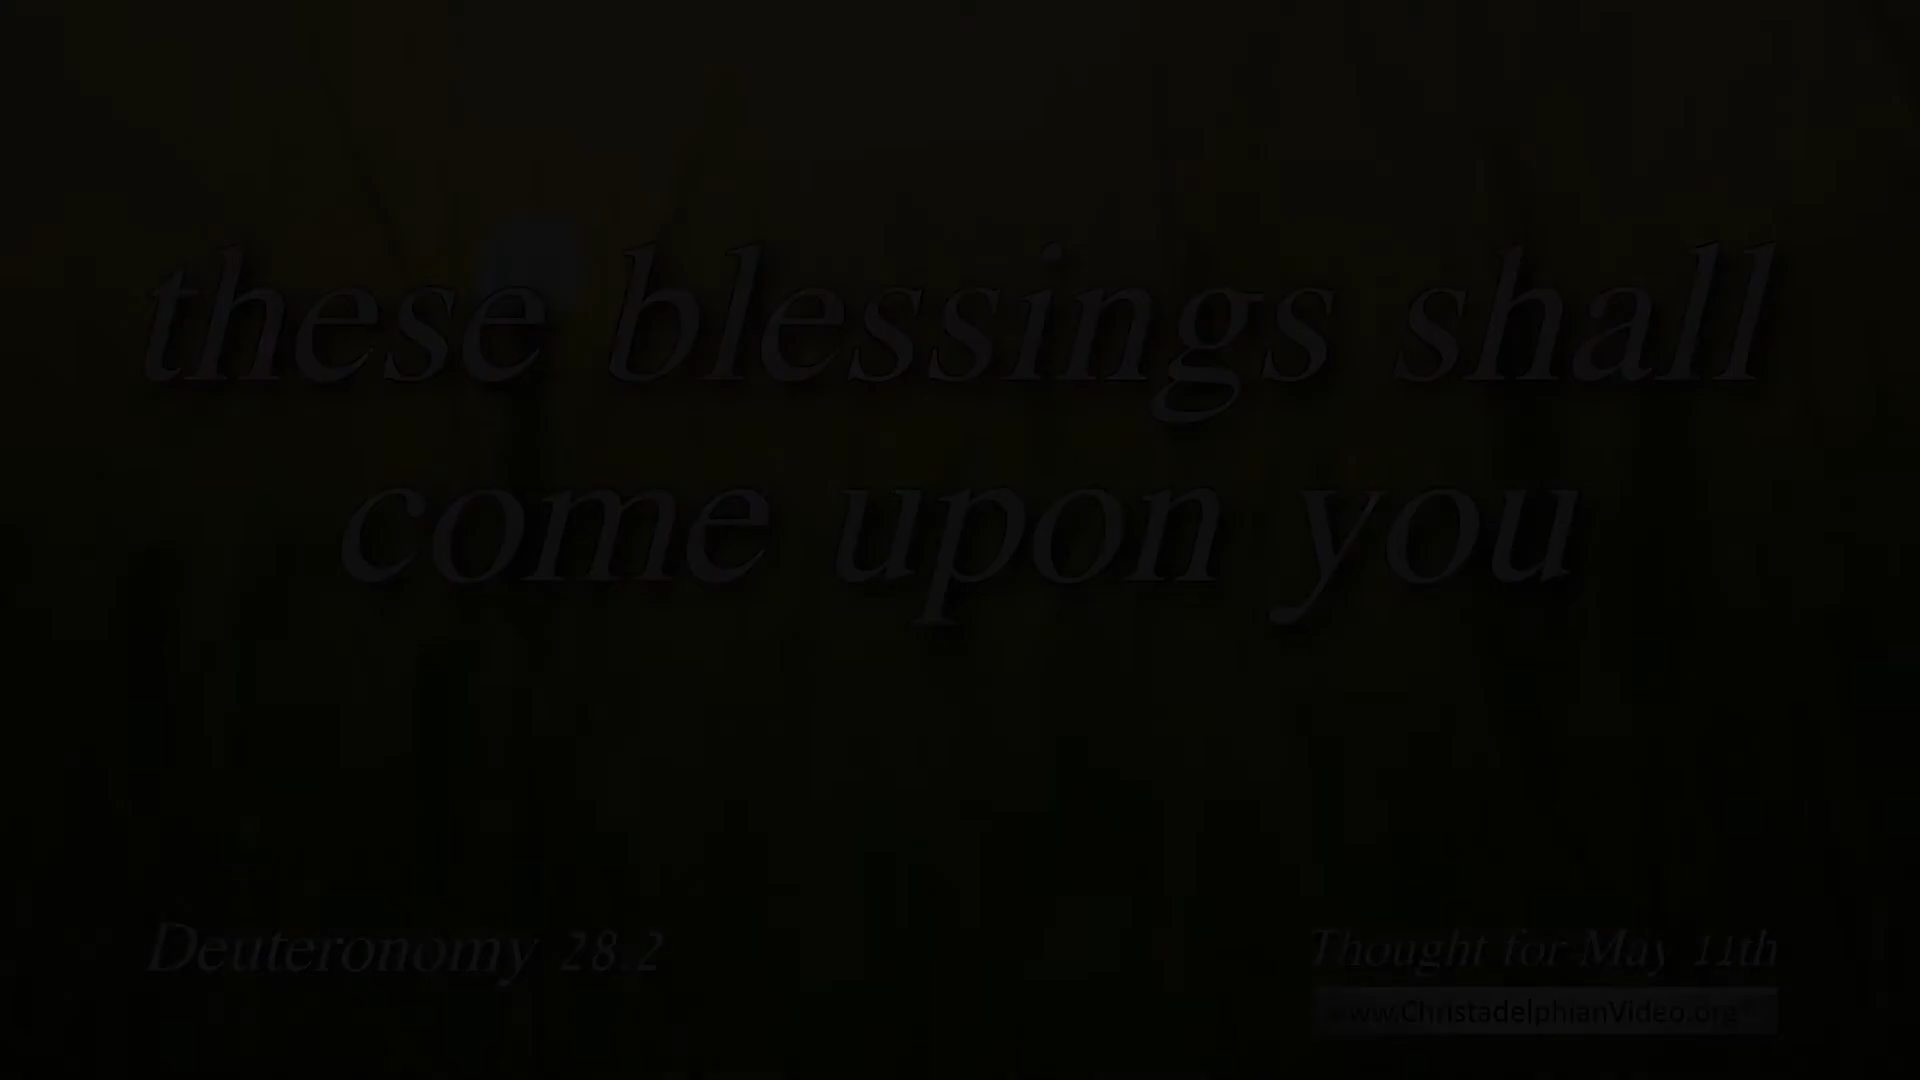 these blessings shall
come upon you
Deuteronomy 28.2
Thought for May 11th
www.ChristadelphianVideo.org